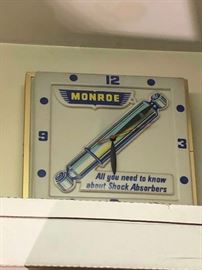 12
MONROE
9
3
All you need to know
about Shock Absorbers